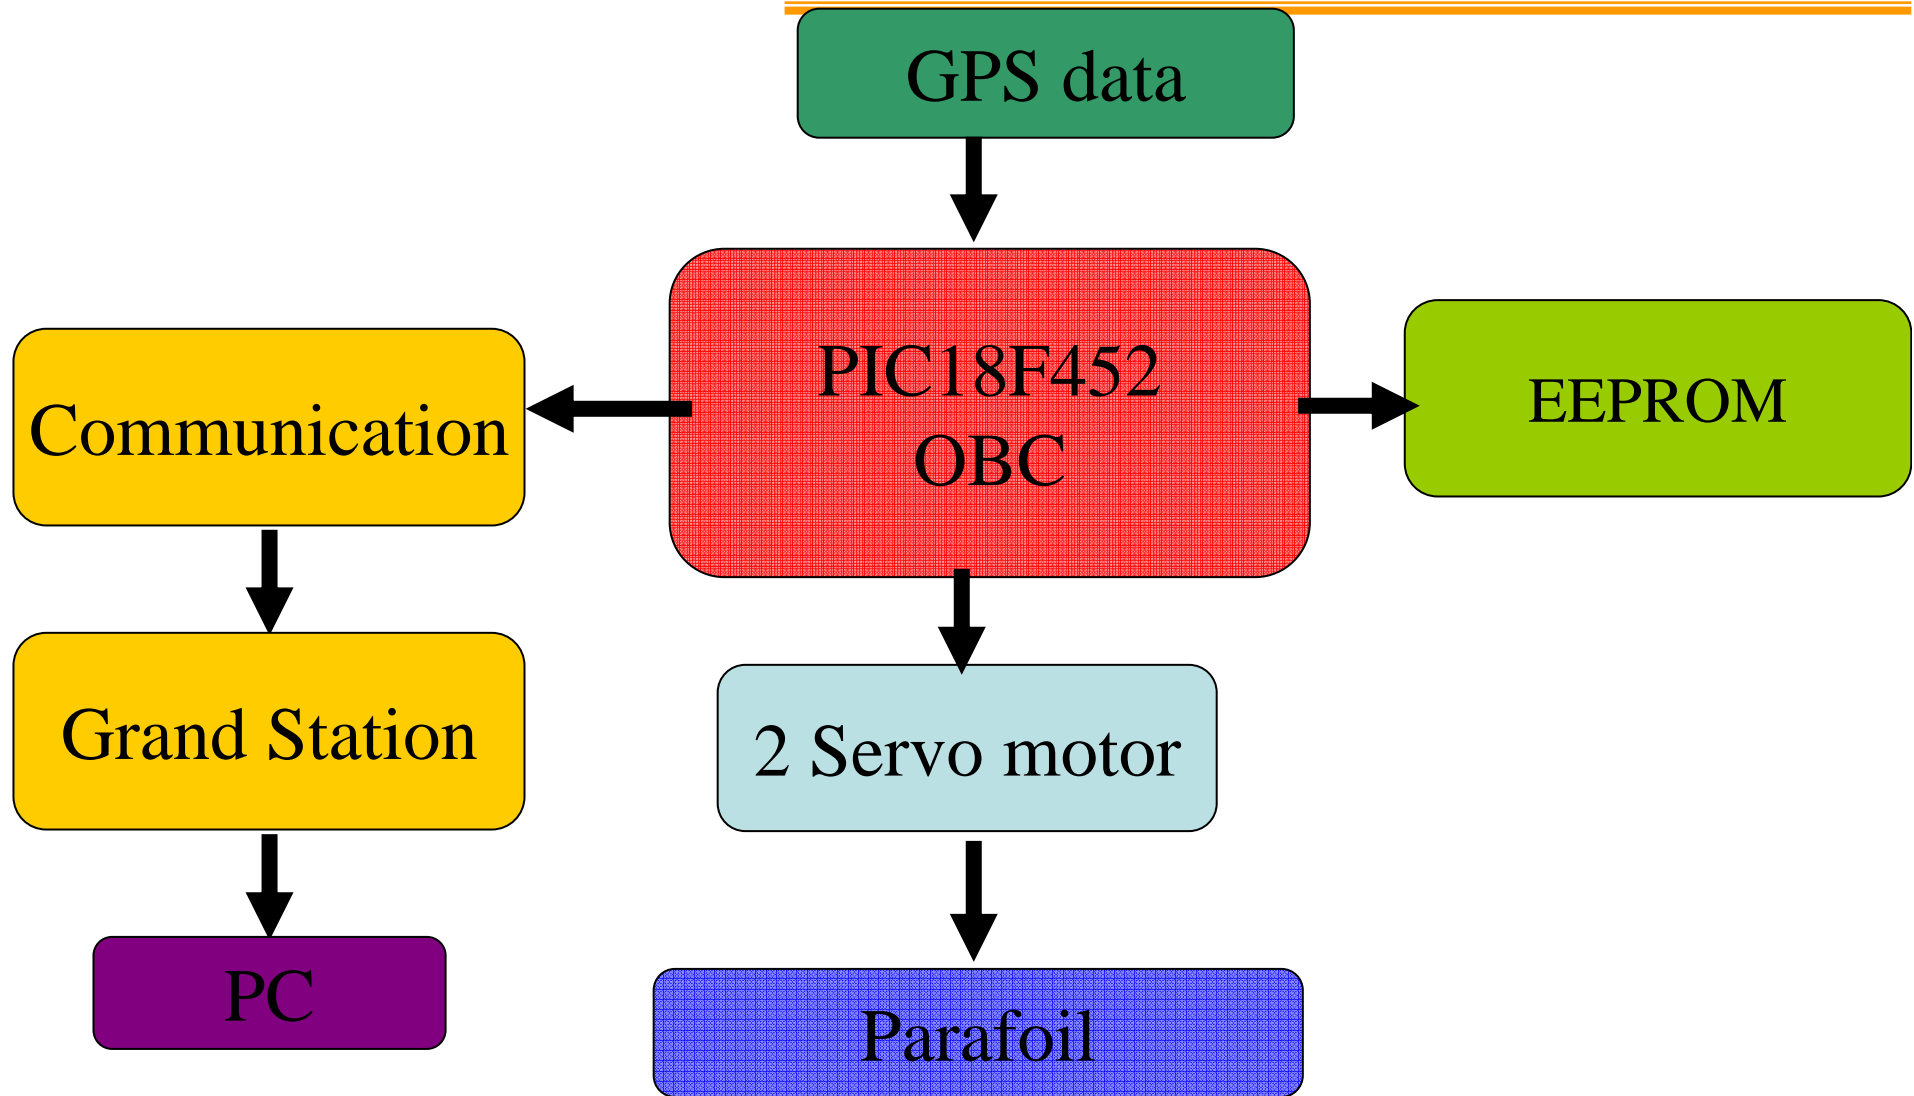 GPS data
PIC18F452
OBC
Communication
EEPROM
Grand Station
2 Servo motor
PC
Parafoil